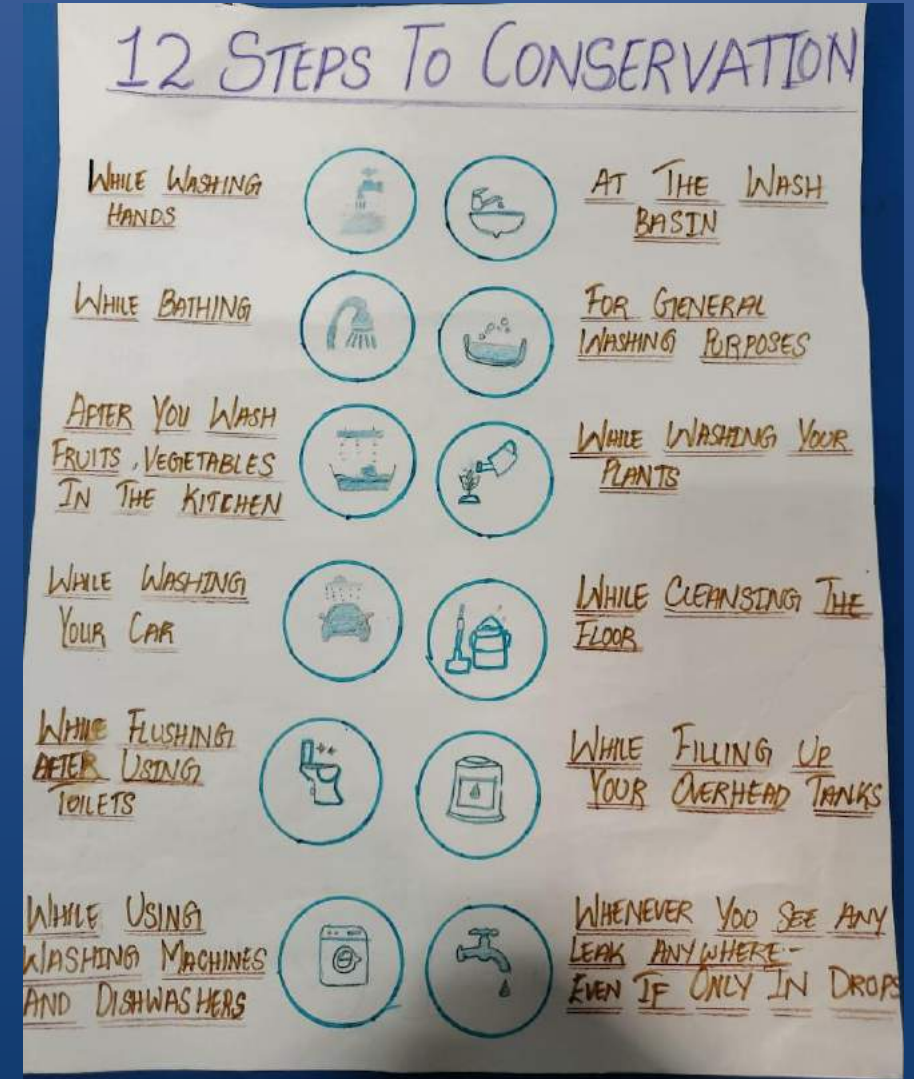 12 STEPS TO CONSERVATION
WHILE WASHING
HANDS
AT THE WASH
BASIN
WHILE BATHING
FOR GENERAL
WASHING PURPOSES
AFTER YOU WASH
FRUITS, VEGETABLES
IN THE KITCHEN
WHILE WASHING YOUR
PLANTS
WHILE WASHING
YOUR CAR
WHILE CLEANSING THE
FLOOR
WHILE FLUSHING
AFTER USING
TOILETS
WHILE FILLING UP
YOUR OVERHEAD TANKS
WHILE USING
WASHING MACHINES
AND DISHWASHERS
WHENEVER YOU SEE ANY
LEAK ANYWHERE:-
EVEN IF ONLY IN DROPS